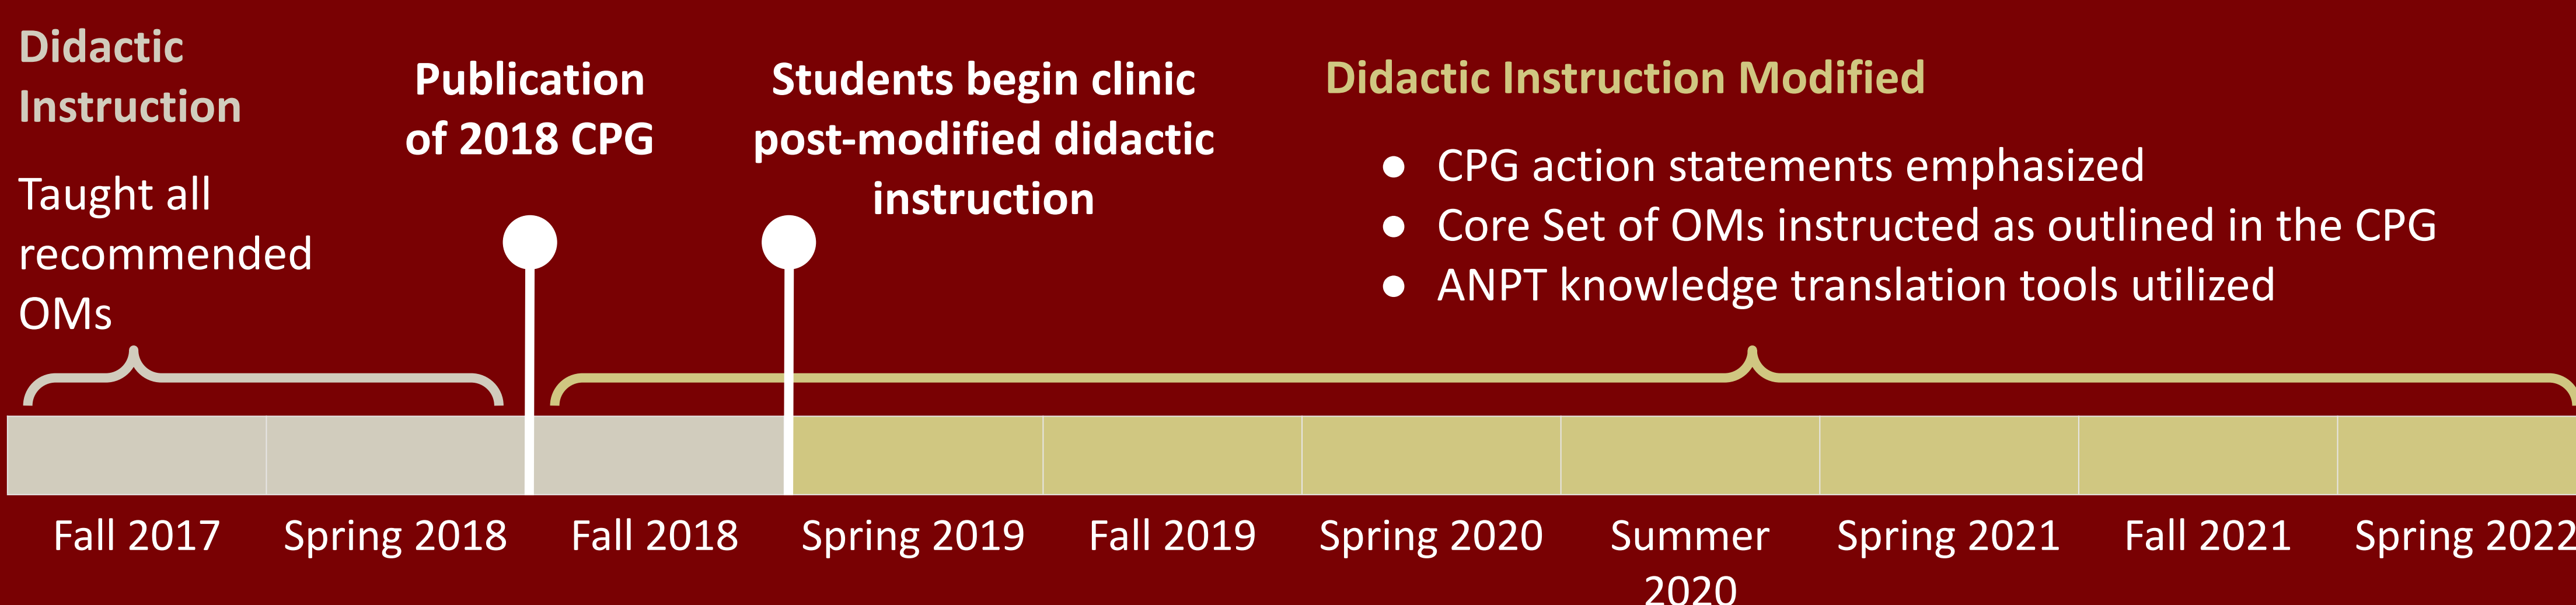 Didactic
Instruction
Taught all
recommended
OMs
Publication
of 2018 CPG
Students begin clinic
post-modified didactic
instruction
Didactic Instruction Modified
● CPG action statements emphasized
● Core Set of OMs instructed as outlined in the CPG
● ANPT knowledge translation tools utilized
Fall 2017 Spring 2018 Fall 2018 Spring 2019 Fall 2019 Spring 2020 Summer Spring 2021 Fall 2021 Spring 2022
2020